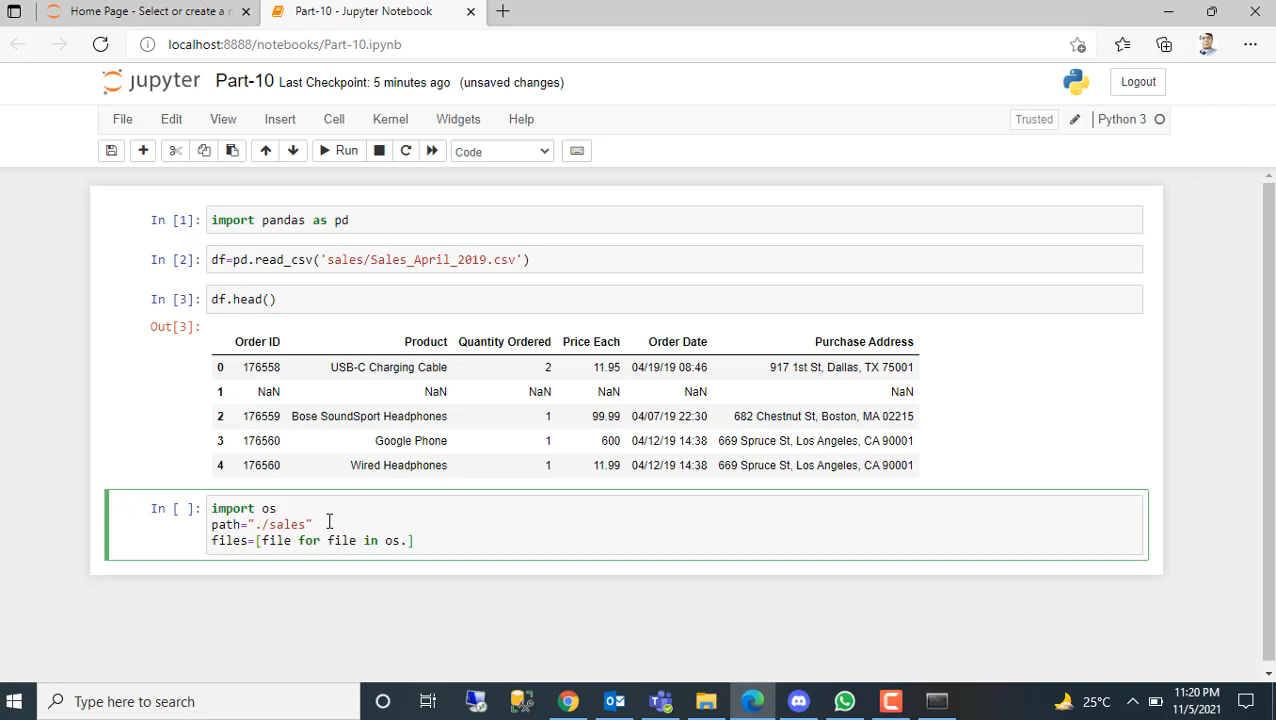 Home Page - Select or create a n
Part-10 - Jupyter Notebook
localhost:8888/notebooks/Part-10.ipynb
jupyter Part-10 Last Checkpoint: 5 minutes ago (unsaved changes)
Logout
File Edit View Insert Cell Kernel Widgets Help
Trusted
Python 3
Run
Code
In [1]: import pandas as pd
In [2]: df=pd.read_csv('sales/Sales_April_2019.csv')
In [3]: df.head()
Out[3]:
Order ID Product Quantity Ordered Price Each Order Date Purchase Address
0 176558 USB-C Charging Cable 2 11.95 04/19/19 08:46 917 1st St, Dallas, TX 75001
1 NaN NaN NaN NaN NaN NaN
2 176559 Bose SoundSport Headphones 1 99.99 04/07/19 22:30 682 Chestnut St, Boston, MA 02215
3 176560 Google Phone 1 600 04/12/19 14:38 669 Spruce St, Los Angeles, CA 90001
4 176560 Wired Headphones 1 11.99 04/12/19 14:38 669 Spruce St, Los Angeles, CA 90001
In [ ]: import os
path="./sales"
files=[file for file in os.]
Type here to search
25°C
11:20 PM
11/5/2021